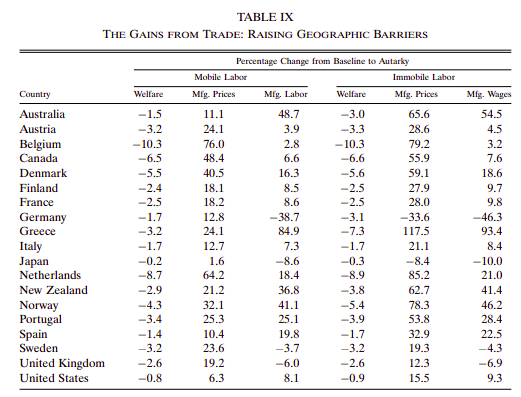 TABLE IX
THE GAINS FROM TRADE: RAISING GEOGRAPHIC BARRIERS
Percentage Change from Baseline to Autarky
Mobile Labor Immobile Labor
Country Welfare Mfg. Prices Mfg. Labor Welfare Mfg. Prices Mfg. Wages
Australia −1.5 11.1 48.7 −3.0 65.6 54.5
Austria −3.2 24.1 3.9 −3.3 28.6 4.5
Belgium −10.3 76.0 2.8 −10.3 79.2 3.2
Canada −6.5 48.4 6.6 −6.6 55.9 7.6
Denmark −5.5 40.5 16.3 −5.6 59.1 18.6
Finland −2.4 18.1 8.5 −2.5 27.9 9.7
France −2.5 18.2 8.6 −2.5 28.0 9.8
Germany −1.7 12.8 −38.7 −3.1 −33.6 −46.3
Greece −3.2 24.1 84.9 −7.3 117.5 93.4
Italy −1.7 12.7 7.3 −1.7 21.1 8.4
Japan −0.2 1.6 −8.6 −0.3 −8.4 −10.0
Netherlands −8.7 64.2 18.4 −8.9 85.2 21.0
New Zealand −2.9 21.2 36.8 −3.8 62.7 41.4
Norway −4.3 32.1 41.1 −5.4 78.3 46.2
Portugal −3.4 25.3 25.1 −3.9 53.8 28.4
Spain −1.4 10.4 19.8 −1.7 32.9 22.5
Sweden −3.2 23.6 −3.7 −3.2 19.3 −4.3
United Kingdom −2.6 19.2 −6.0 −2.6 12.3 −6.9
United States −0.8 6.3 8.1 −0.9 15.5 9.3